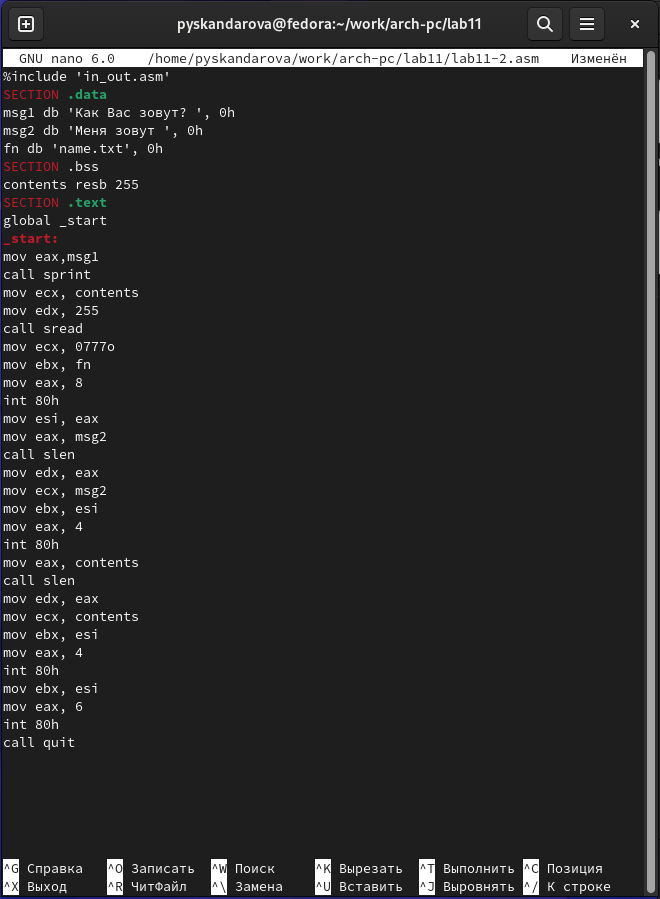 pyskandarova@fedora:~/work/arch-pc/lab11
GNU nano 6.0 /home/pyskandarova/work/arch-pc/lab11/lab11-2.asm Изменён
%include 'in_out.asm'
SECTION .data
msg1 db 'Как Вас зовут? ', 0h
msg2 db 'Меня зовут ', 0h
fn db 'name.txt', 0h
SECTION .bss
contents resb 255
SECTION .text
global _start
_start:
mov eax,msg1
call sprint
mov ecx, contents
mov edx, 255
call sread
mov ecx, 0777o
mov ebx, fn
mov eax, 8
int 80h
mov esi, eax
mov eax, msg2
call slen
mov edx, eax
mov ecx, msg2
mov ebx, esi
mov eax, 4
int 80h
mov eax, contents
call slen
mov edx, eax
mov ecx, contents
mov ebx, esi
mov eax, 4
int 80h
mov ebx, esi
mov eax, 6
int 80h
call quit
^G Справка ^O Записать ^W Поиск ^K Вырезать ^T Выполнить ^C Позиция
^X Выход ^R ЧитФайл ^\ Замена ^U Вставить ^J Выровнять ^/ К строке